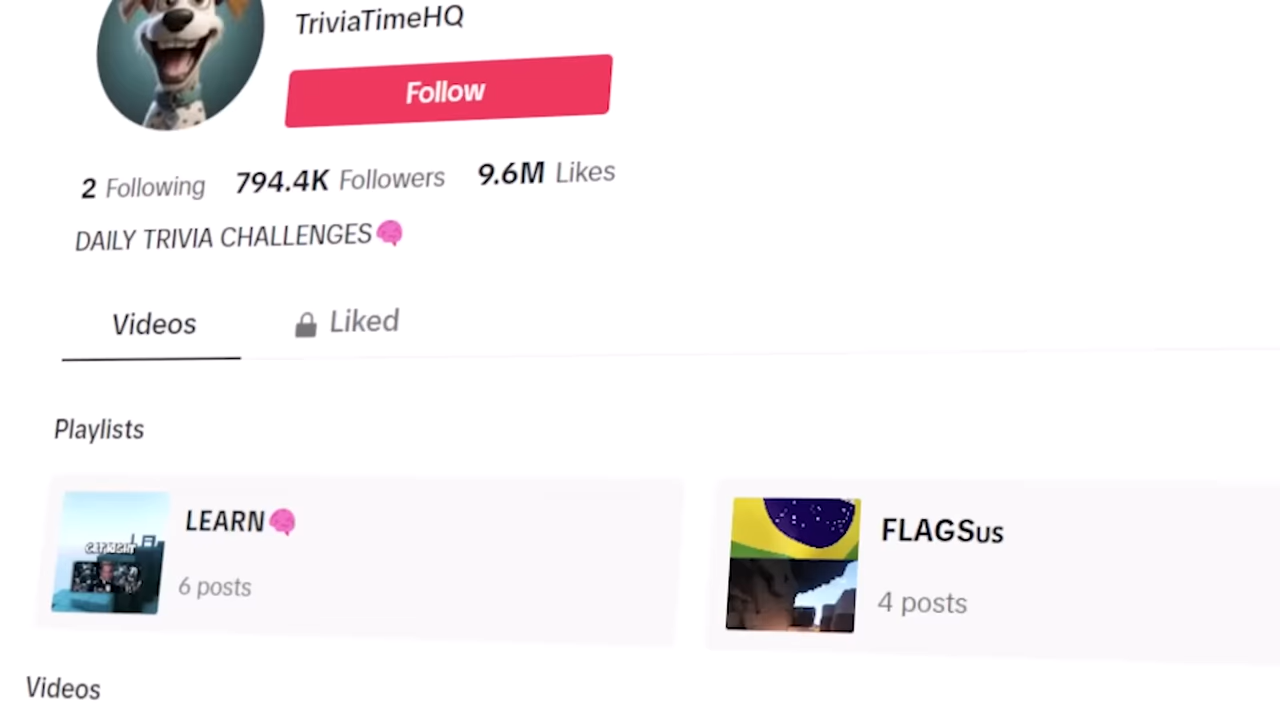 TriviaTimeHQ
Follow
2 Following 794.4K Followers 9.6M Likes
DAILY TRIVIA CHALLENGES🧠
Videos Liked
Playlists
LEARN🧠
6 posts
FLAGSUS
4 posts
Videos